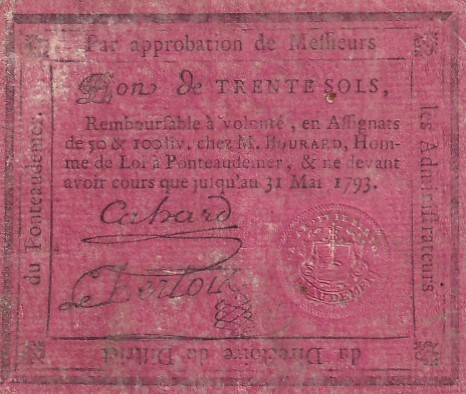 Par approbation de Messieurs
les Administrateurs
du Directoire du District
du Ponteaudemer.
Bon de TRENTE SOLS,
Remboursable à volonté, en Assignats
de 50 & 100 liv. chez M. BOURARD, Hom-
me de Loi à Ponteaudemer, & ne devant
avoir cours que jusqu'au 31 Mai 1793.
Cabard